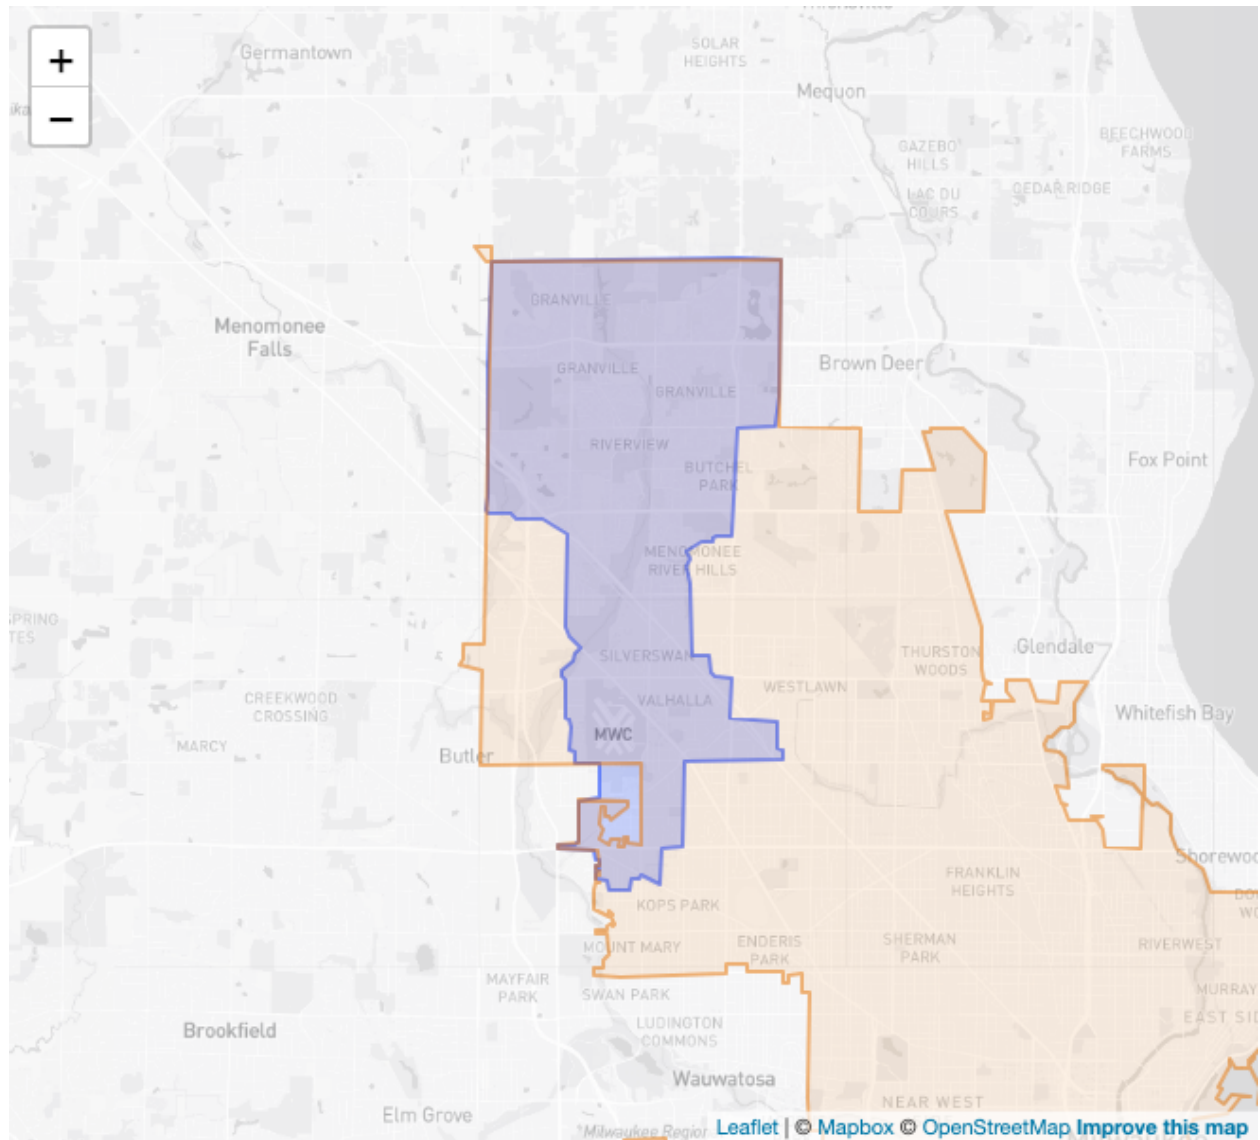 +
−
Germantown
SOLAR
HEIGHTS
Mequon
BEECHWOOD
FARMS
GAZEBO
HILLS
LAC DU
COURS
CEDAR RIDGE
GRANVILLE
Menomonee
Falls
Brown Deer
GRANVILLE
GRANVILLE
RIVERVIEW
BUTCHEL
PARK
Fox Point
MENOMONEE
RIVER HILLS
SPRING
TES
SILVERSWAN
THURSTON
WOODS
Glendale
CREEKWOOD
CROSSING
VALHALLA
WESTLAWN
Whitefish Bay
MARCY
MWC
Butler
Shorewoo
FRANKLIN
HEIGHTS
KOPS PARK
MOUNT MARY
ENDERIS
PARK
SHERMAN
PARK
RIVERWEST
MAYFAIR
PARK
SWAN PARK
MURRAY
EAST SID
Brookfield
LUDINGTON
COMMONS
Wauwatosa
NEAR WEST
Elm Grove
Milwaukee Region
Leaflet | © Mapbox © OpenStreetMap Improve this map